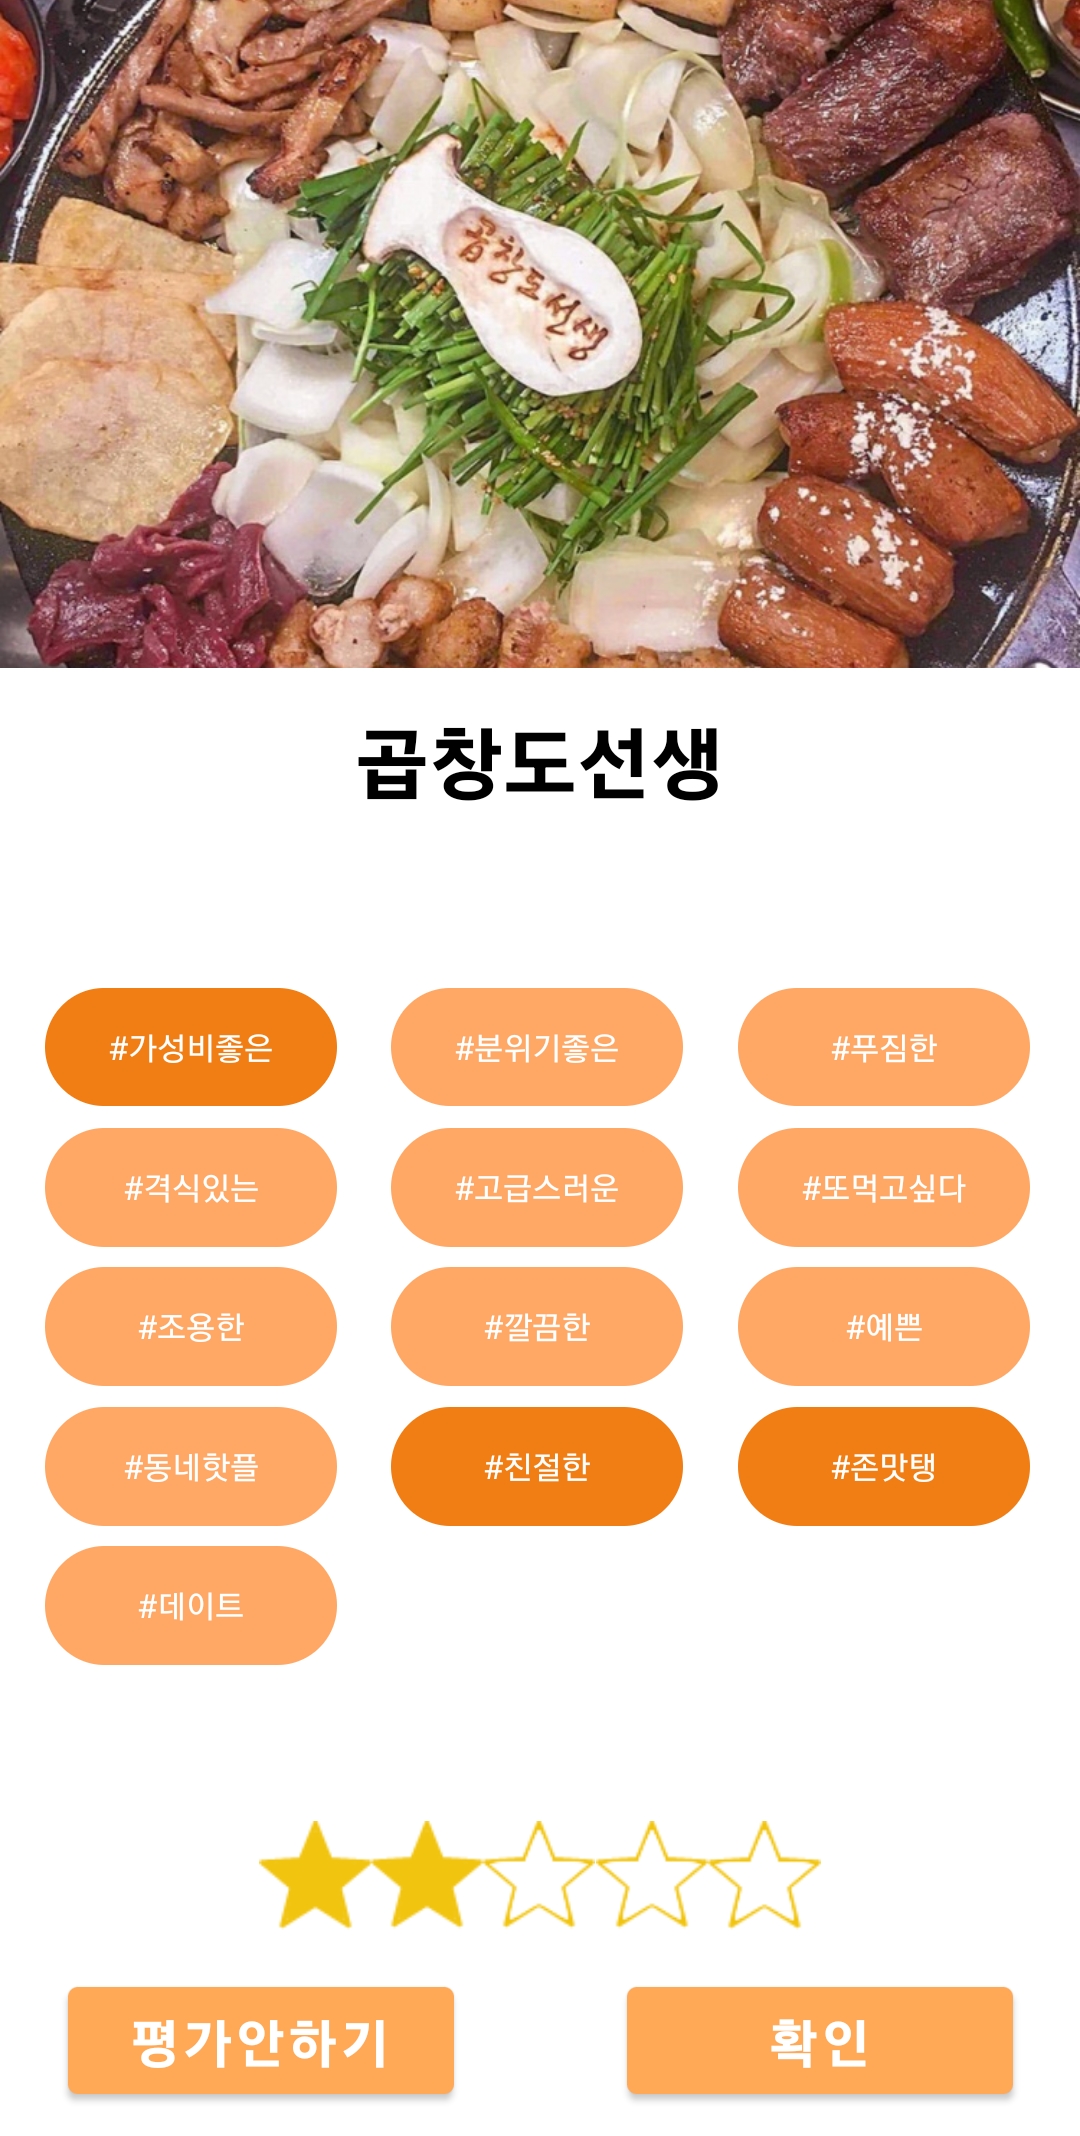 곱창도선생
곱창도선생
#가성비좋은 #분위기좋은 #푸짐한
#격식있는 #고급스러운 #또먹고싶다
#조용한 #깔끔한 #예쁜
#동네핫플 #친절한 #존맛탱
#데이트
평가안하기 확인